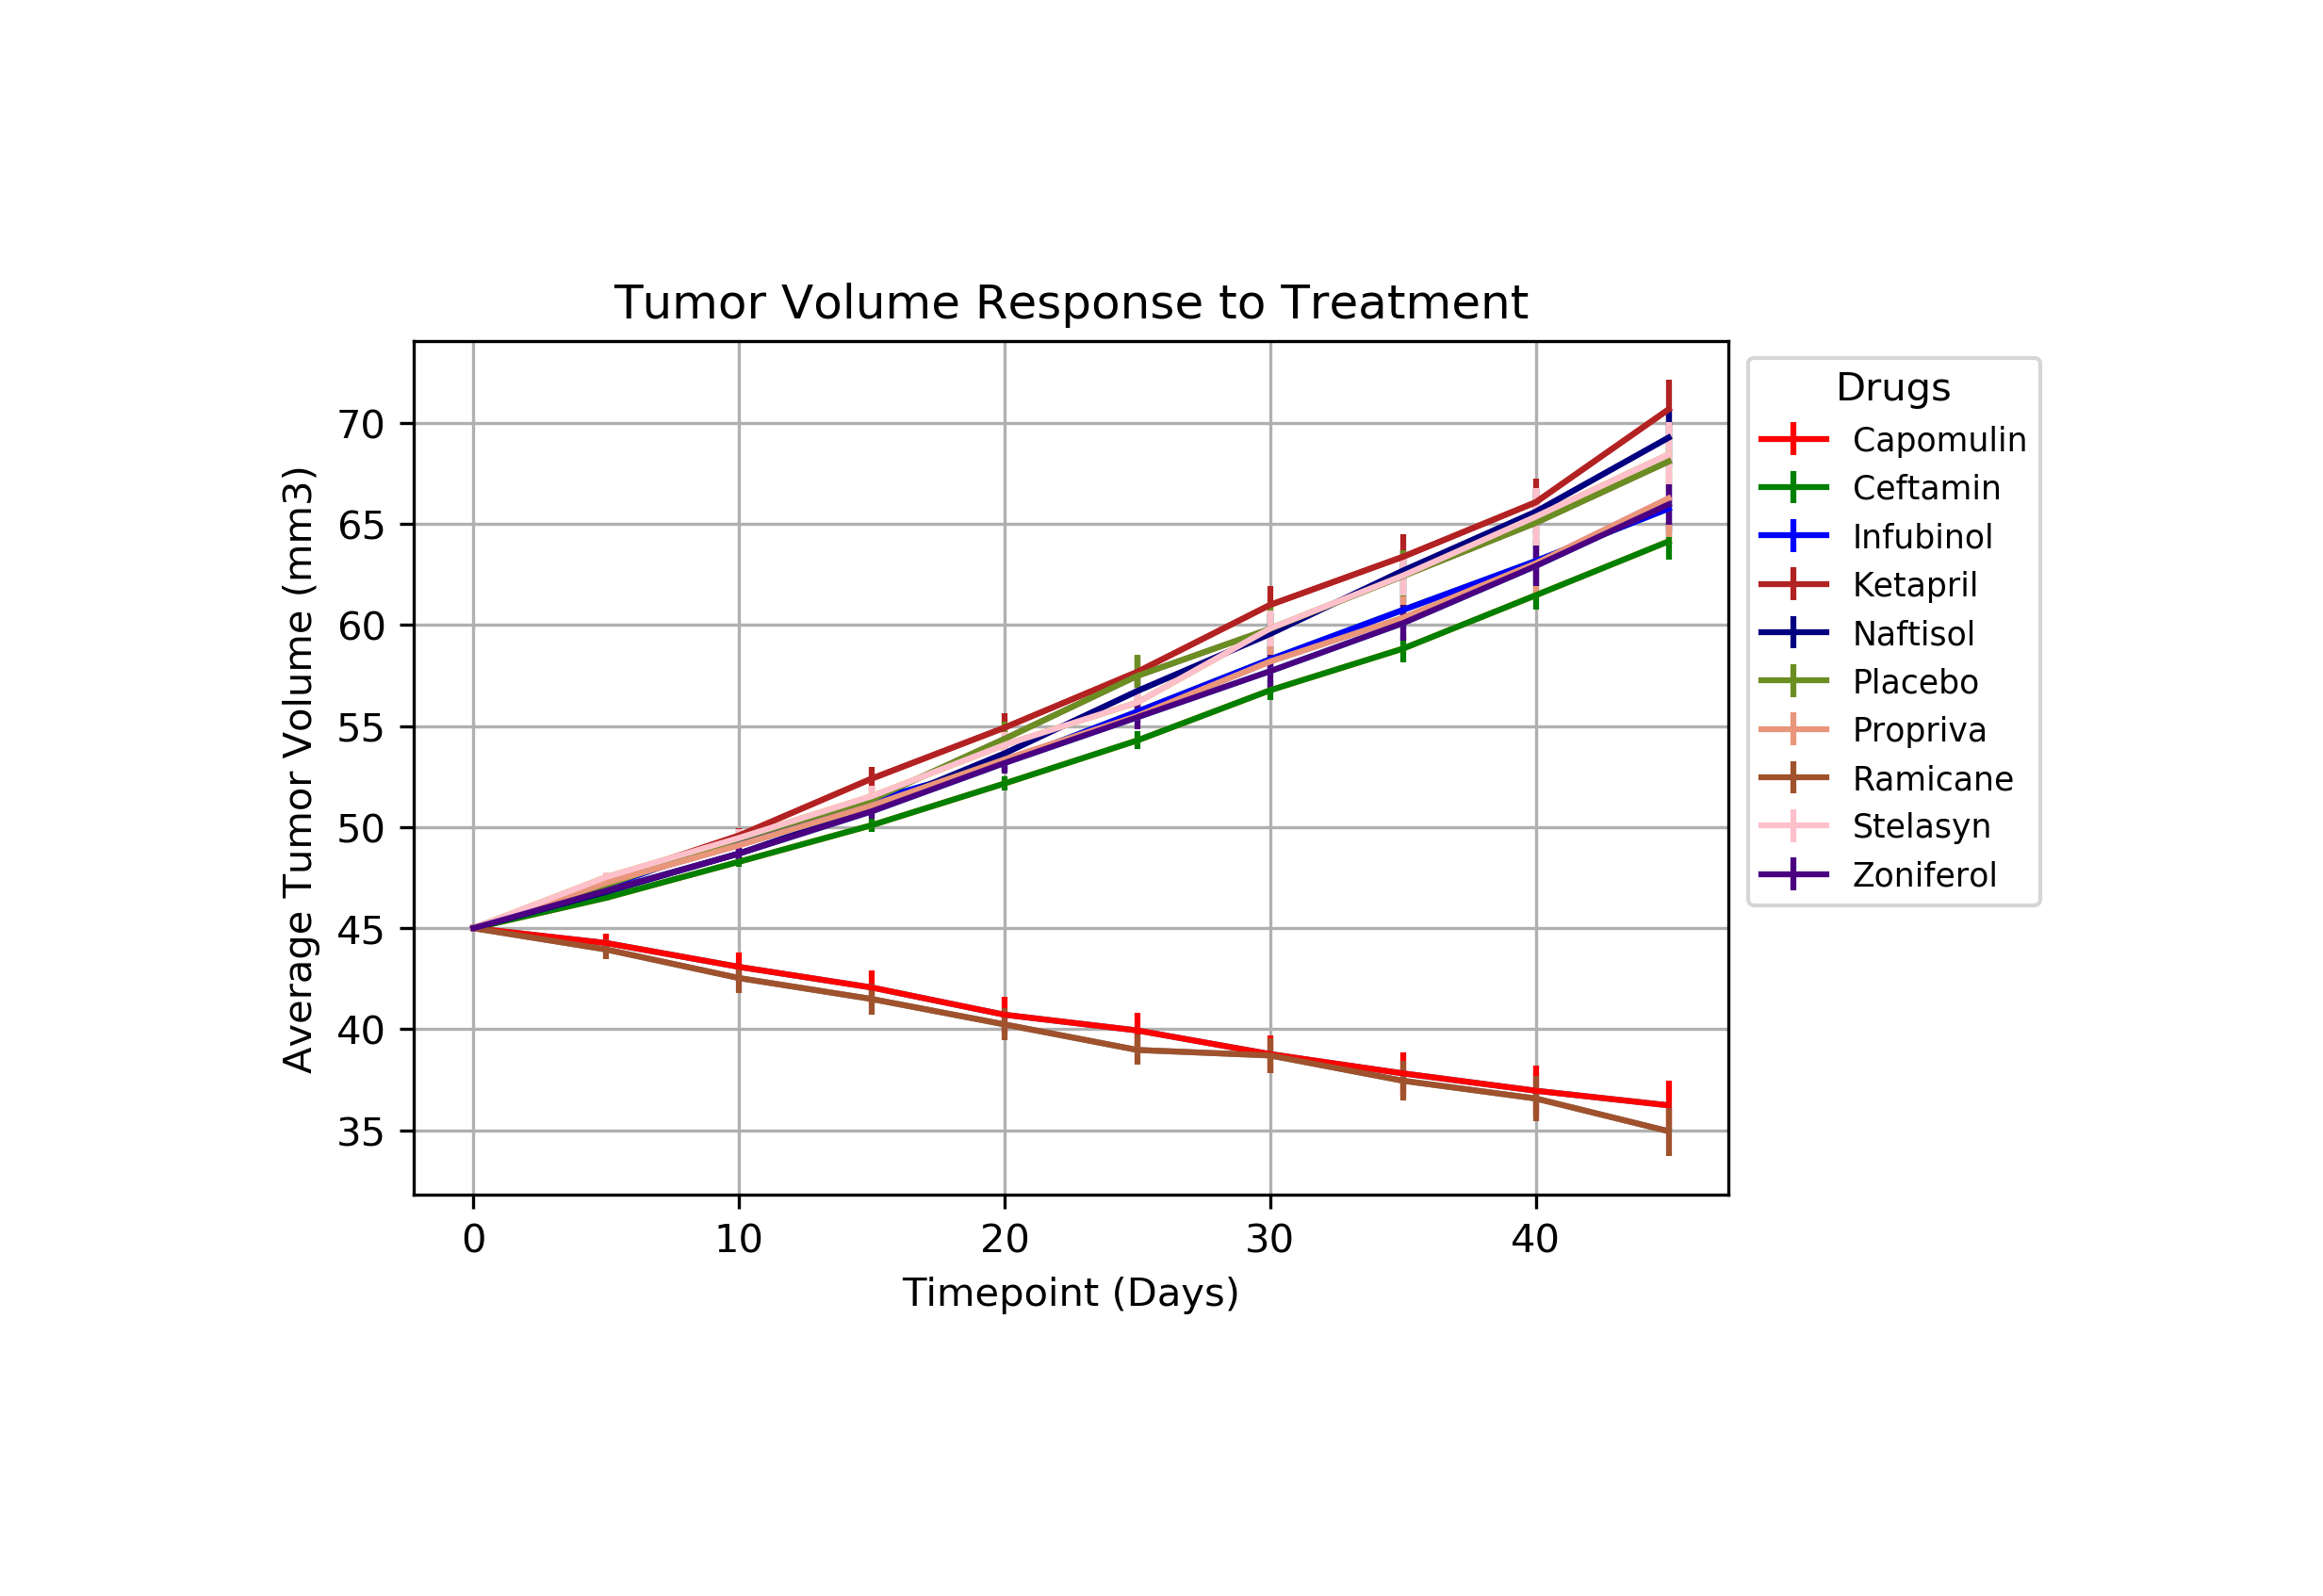 Tumor Volume Response to Treatment
Average Tumor Volume (mm3)
70
65
60
55
50
45
40
35
0 10 20 30 40
Timepoint (Days)
Drugs
Capomulin
Ceftamin
Infubinol
Ketapril
Naftisol
Placebo
Propriva
Ramicane
Stelasyn
Zoniferol